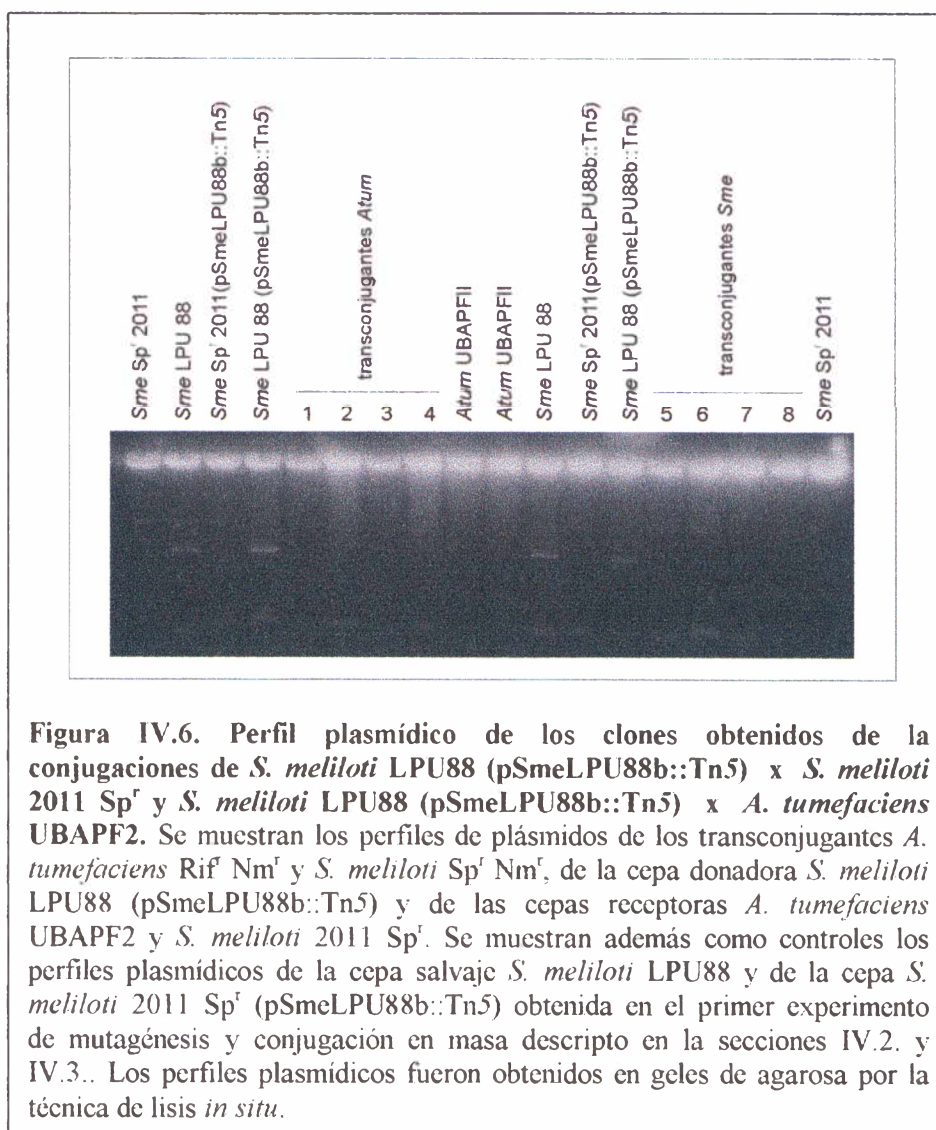 Sme Spʳ 2011
Sme LPU 88
Sme Spʳ 2011(pSmeLPU88b::Tn5)
Sme LPU 88 (pSmeLPU88b::Tn5)
transconjugantes Atum
Atum UBAPFII
Atum UBAPFII
Sme LPU 88
Sme Spʳ 2011(pSmeLPU88b::Tn5)
Sme LPU 88 (pSmeLPU88b::Tn5)
transconjugantes Sme
Sme Spʳ 2011
1 2 3 4 5 6 7 8
Figura IV.6. Perfil plasmídico de los clones obtenidos de la
conjugaciones de S. meliloti LPU88 (pSmeLPU88b::Tn5) x S. meliloti
2011 Spʳ y S. meliloti LPU88 (pSmeLPU88b::Tn5) x A. tumefaciens
UBAPF2. Se muestran los perfiles de plásmidos de los transconjugantes A.
tumefaciens Rifʳ Nmʳ y S. meliloti Spʳ Nmʳ, de la cepa donadora S. meliloti
LPU88 (pSmeLPU88b::Tn5) y de las cepas receptoras A. tumefaciens
UBAPF2 y S. meliloti 2011 Spʳ. Se muestran además como controles los
perfiles plasmídicos de la cepa salvaje S. meliloti LPU88 y de la cepa S.
meliloti 2011 Spʳ (pSmeLPU88b::Tn5) obtenida en el primer experimento
de mutagénesis y conjugación en masa descripto en la secciones IV.2. y
IV.3.. Los perfiles plasmídicos fueron obtenidos en geles de agarosa por la
técnica de lisis in situ.